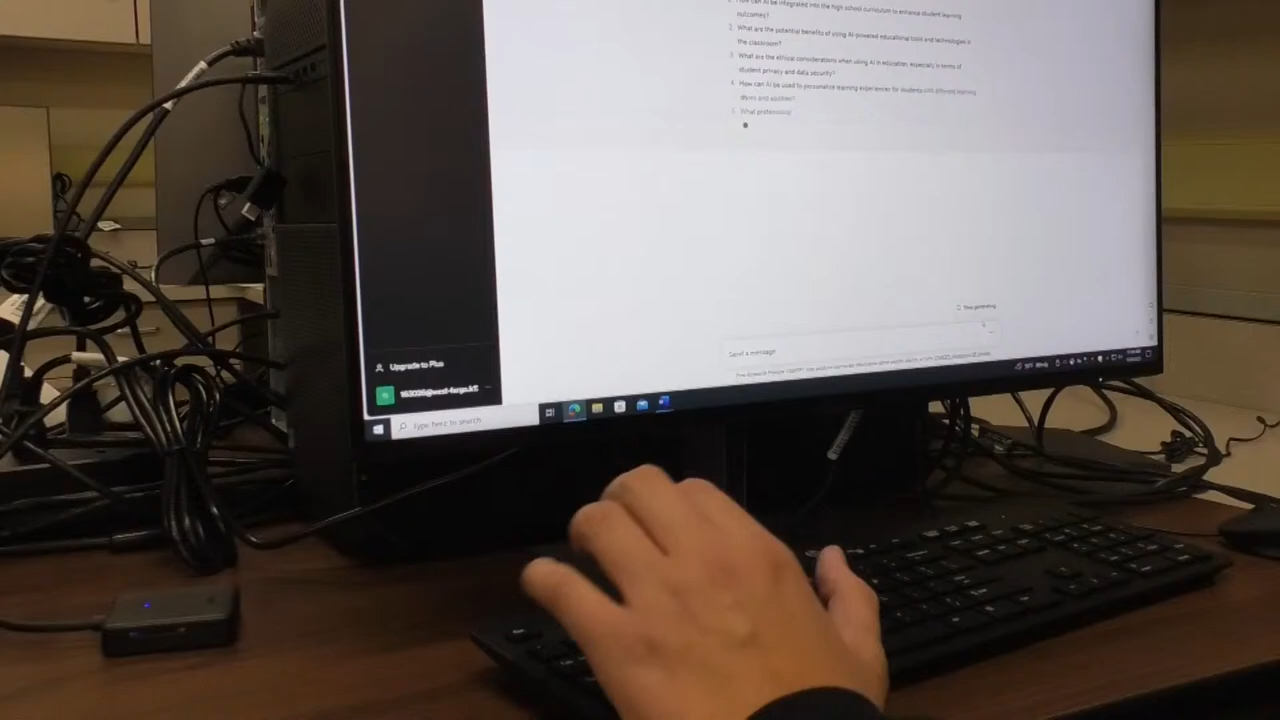 How can AI be integrated into the high school curriculum to enhance student learning
outcomes?
2. What are the potential benefits of using AI-powered educational tools and technologies in
the classroom?
3. What are the ethical considerations when using AI in education, especially in terms of
student privacy and data security?
4. How can AI be used to personalize learning experiences for students with different learning
and abilities?
5. What professional
Stop generating
Send a message
Upgrade to Plus
Type here to search